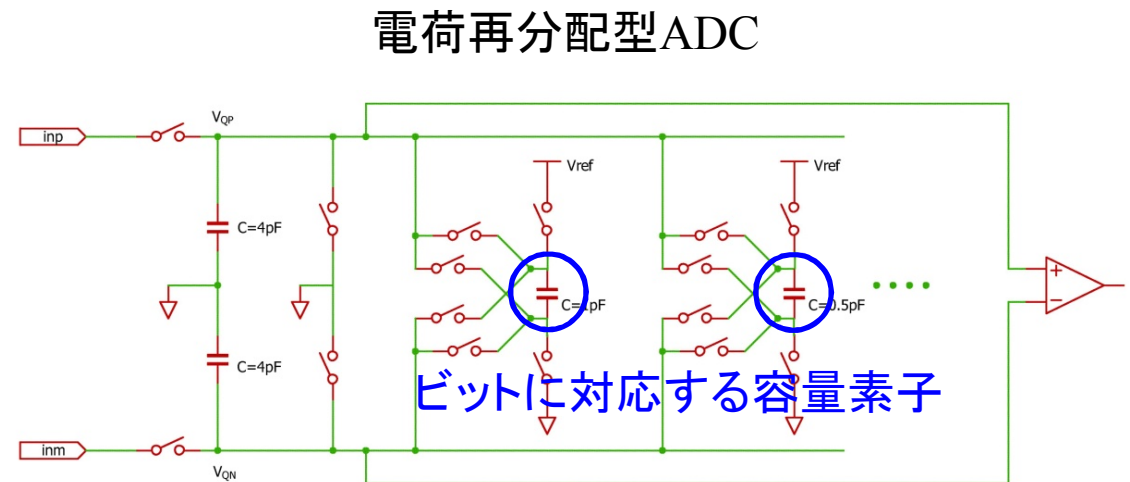 電荷再分配型ADC
inp
VQP
Vref
Vref
C=4pF
C=1pF
C=0.5pF
+
−
C=4pF
ビットに対応する容量素子
inm
VQN